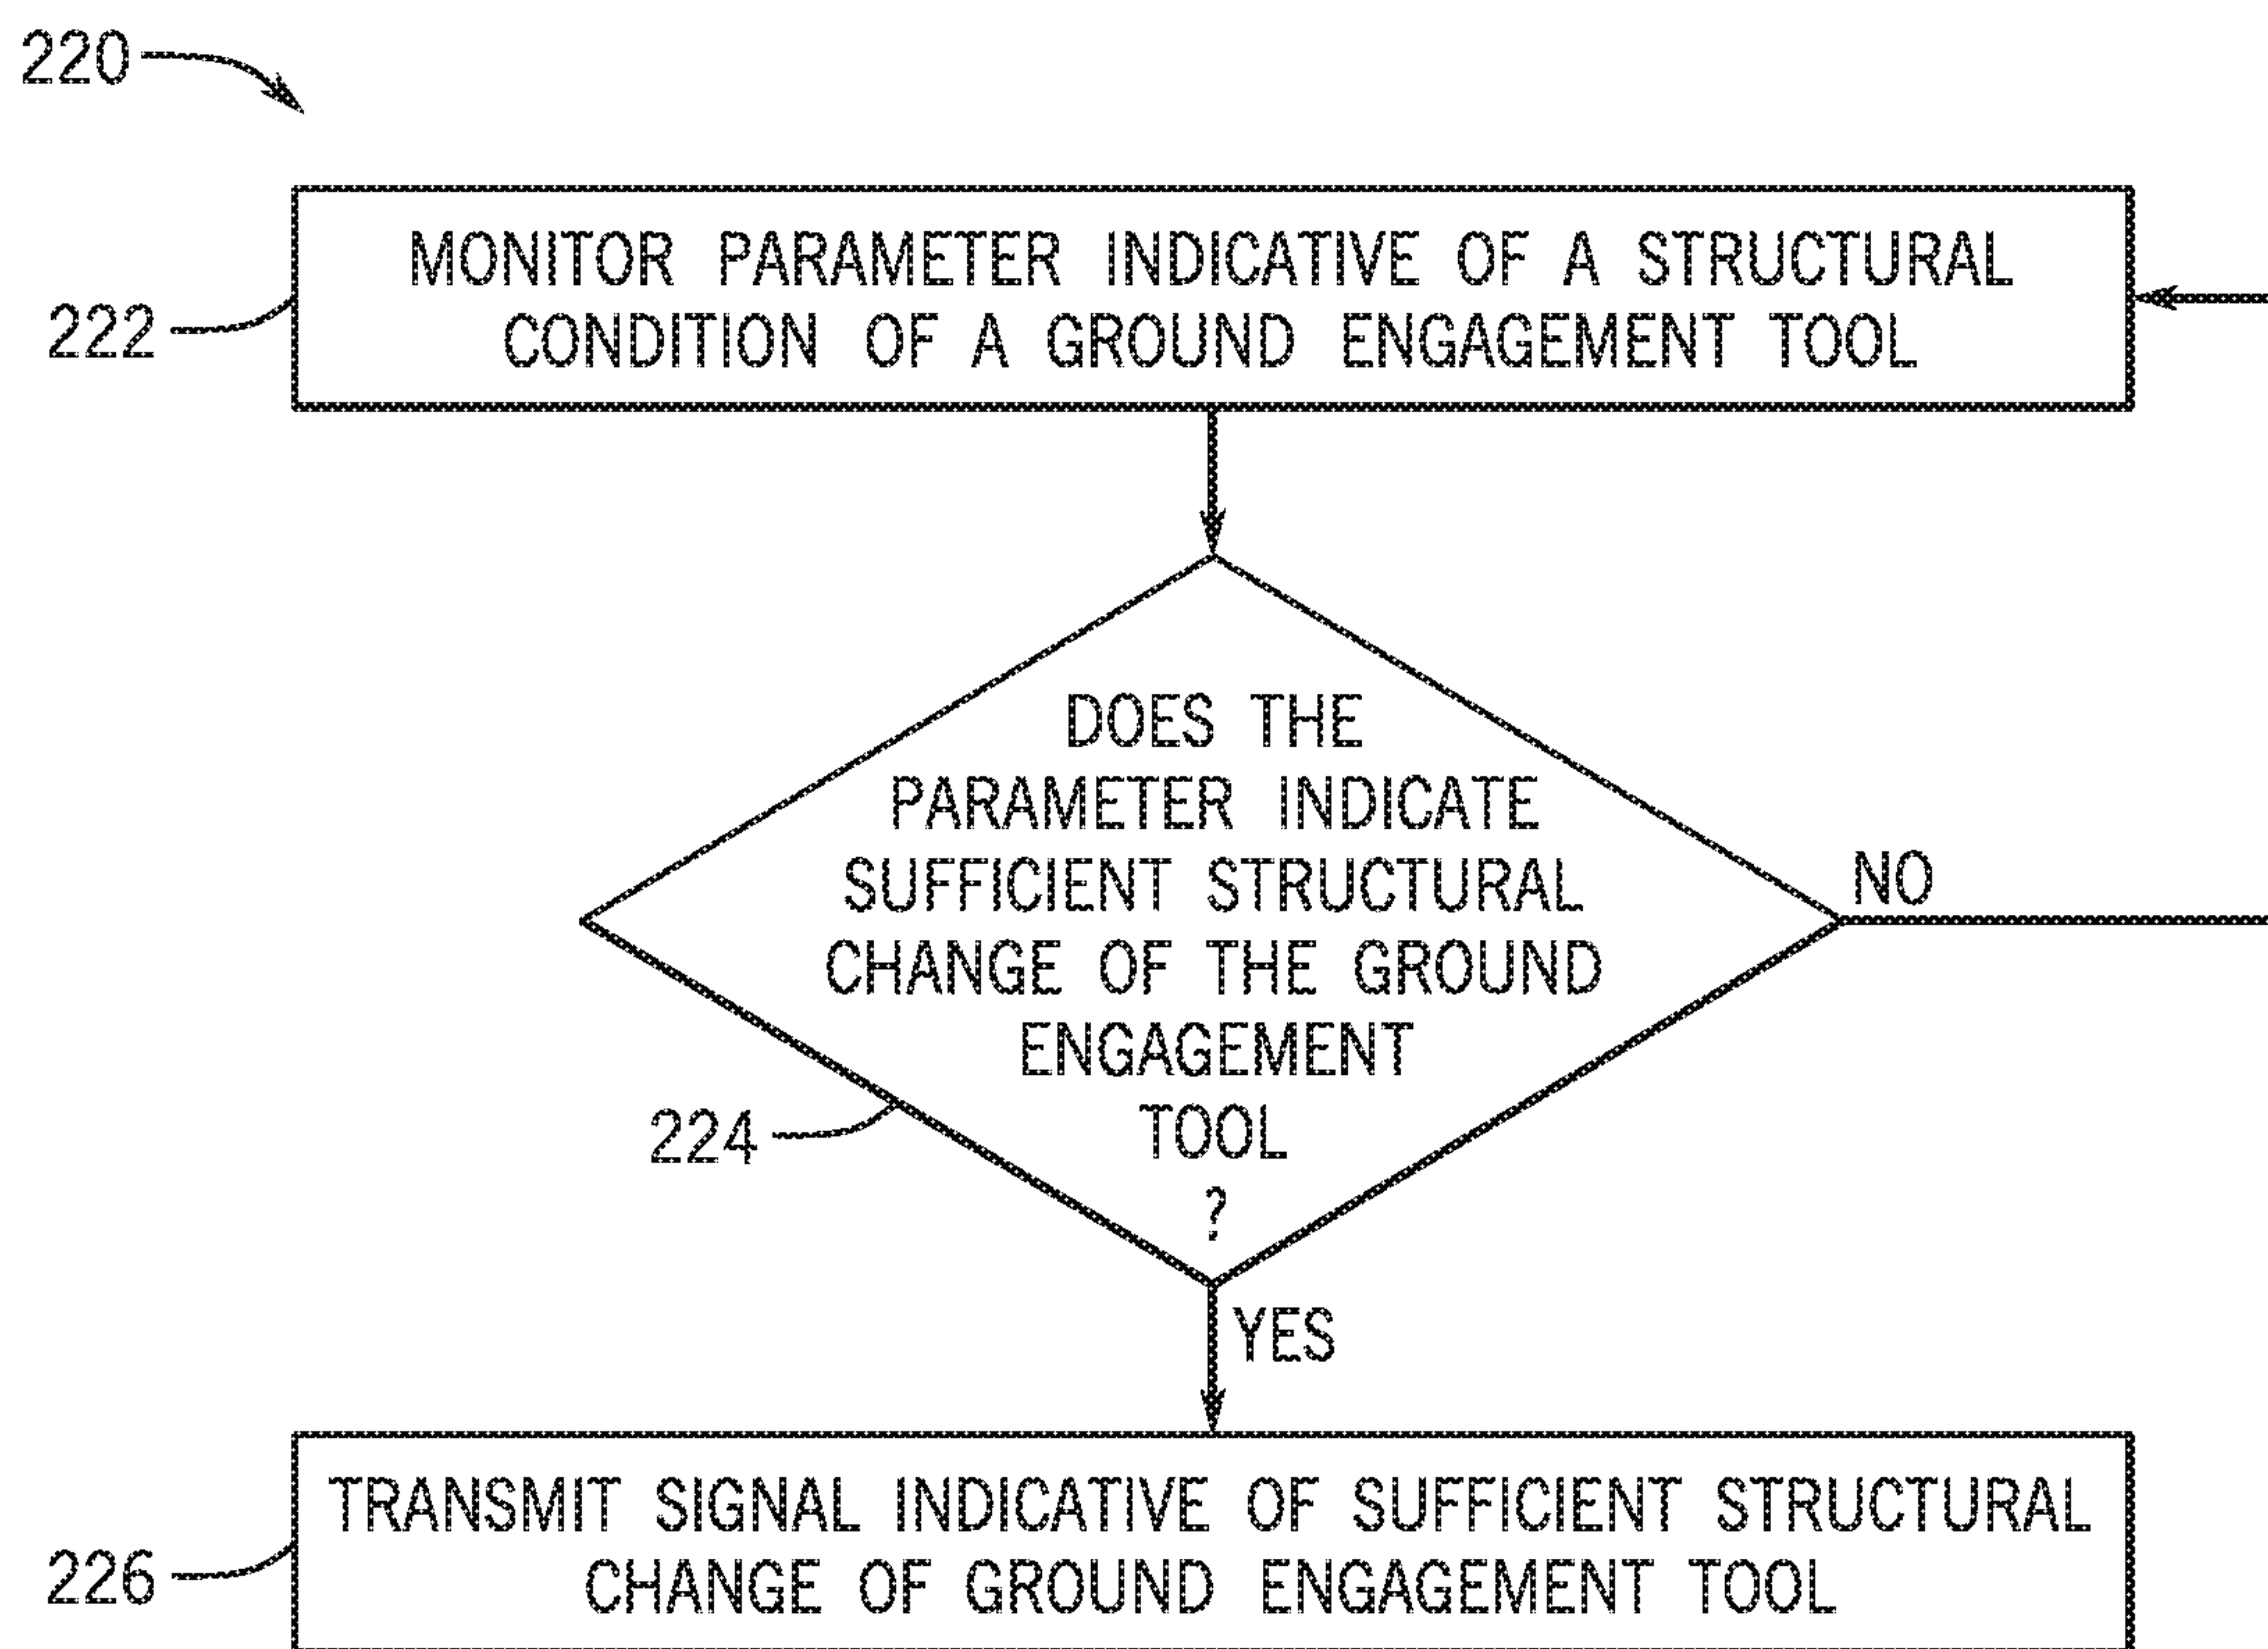 220
MONITOR PARAMETER INDICATIVE OF A STRUCTURAL
CONDITION OF A GROUND ENGAGEMENT TOOL
222
DOES THE
PARAMETER INDICATE
SUFFICIENT STRUCTURAL
CHANGE OF THE GROUND
ENGAGEMENT
TOOL
?
NO
224
YES
TRANSMIT SIGNAL INDICATIVE OF SUFFICIENT STRUCTURAL
CHANGE OF GROUND ENGAGEMENT TOOL
226